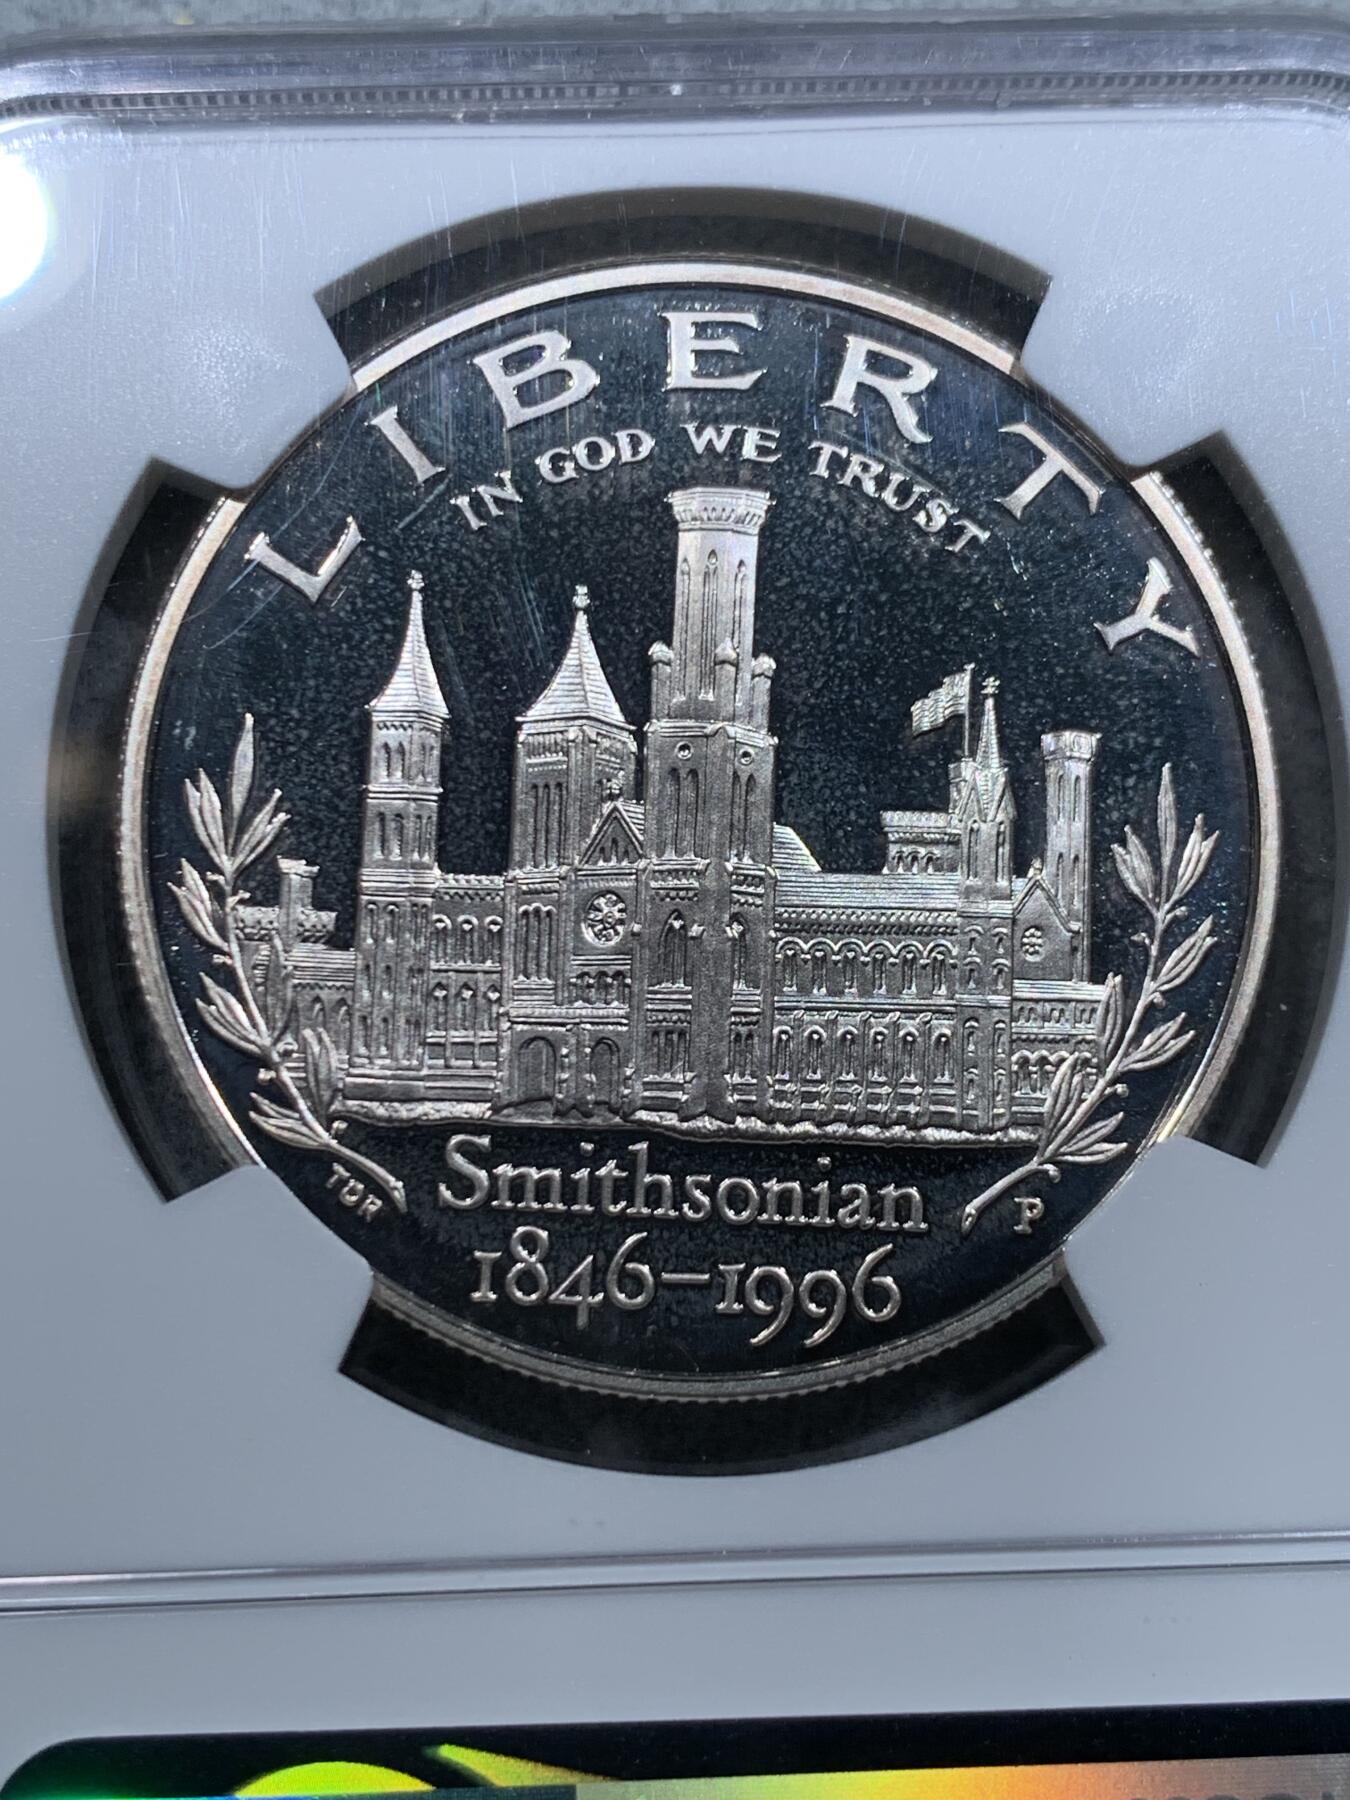 LIBERTY
IN GOD WE TRUST
TDR
P
Smithsonian
1846–1996